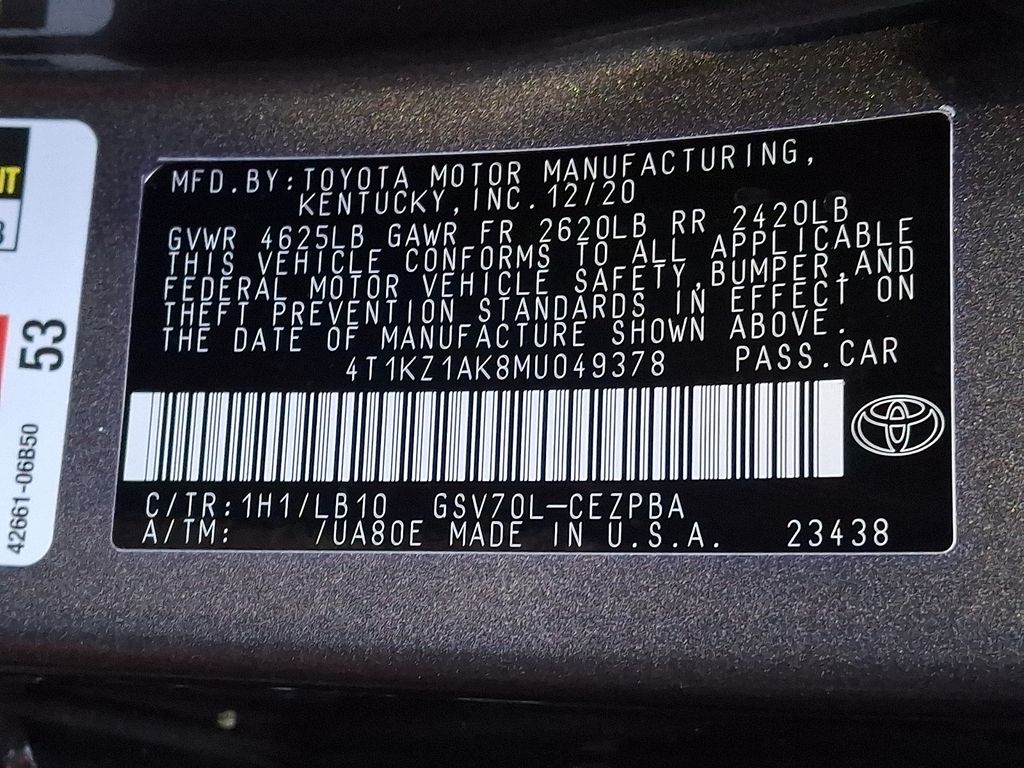 MFD.BY:TOYOTA MOTOR MANUFACTURING,
KENTUCKY,INC.12/20
GVWR 4625LB GAWR FR 2620LB RR 2420LB
THIS VEHICLE CONFORMS TO ALL APPLICABLE
FEDERAL MOTOR VEHICLE SAFETY,BUMPER,AND
THEFT PREVENTION STANDARDS IN EFFECT ON
THE DATE OF MANUFACTURE SHOWN ABOVE.
4T1KZ1AK8MU049378 PASS.CAR
C/TR:1H1/LB10 GSV70L-CEZPBA
A/TM: /UA80E MADE IN U.S.A. 23438
53
42661-06B50